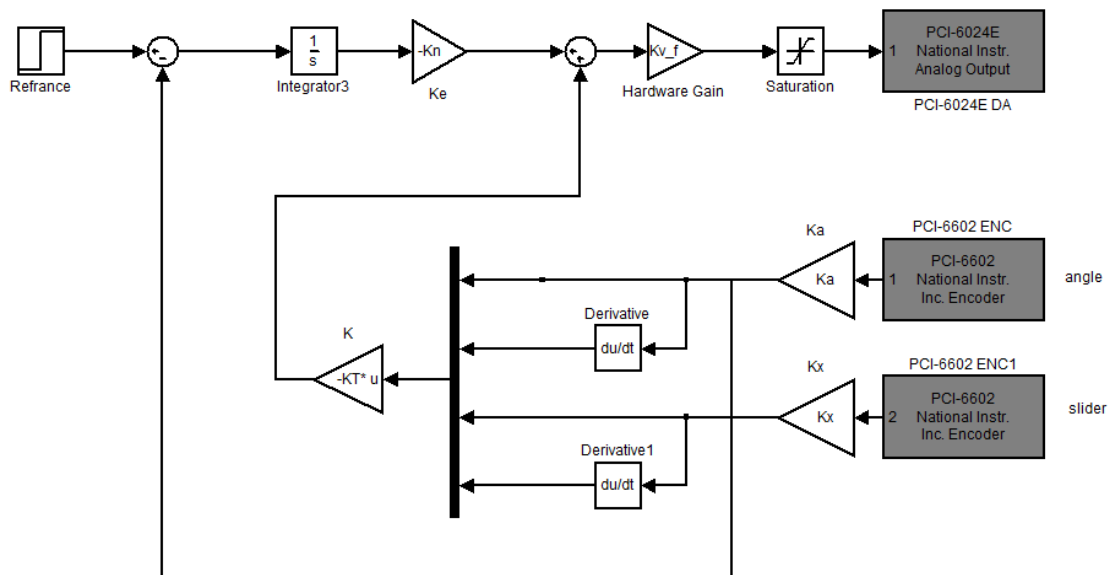 Refrance
1
s
Integrator3
-Kn
Ke
Kv_f
Hardware Gain
Saturation
1
PCI-6024E
National Instr.
Analog Output
PCI-6024E DA
K
-KT* u
Derivative
du/dt
Derivative1
du/dt
Ka
Ka
PCI-6602 ENC
1
PCI-6602
National Instr.
Inc. Encoder
angle
Kx
Kx
PCI-6602 ENC1
2
PCI-6602
National Instr.
Inc. Encoder
slider